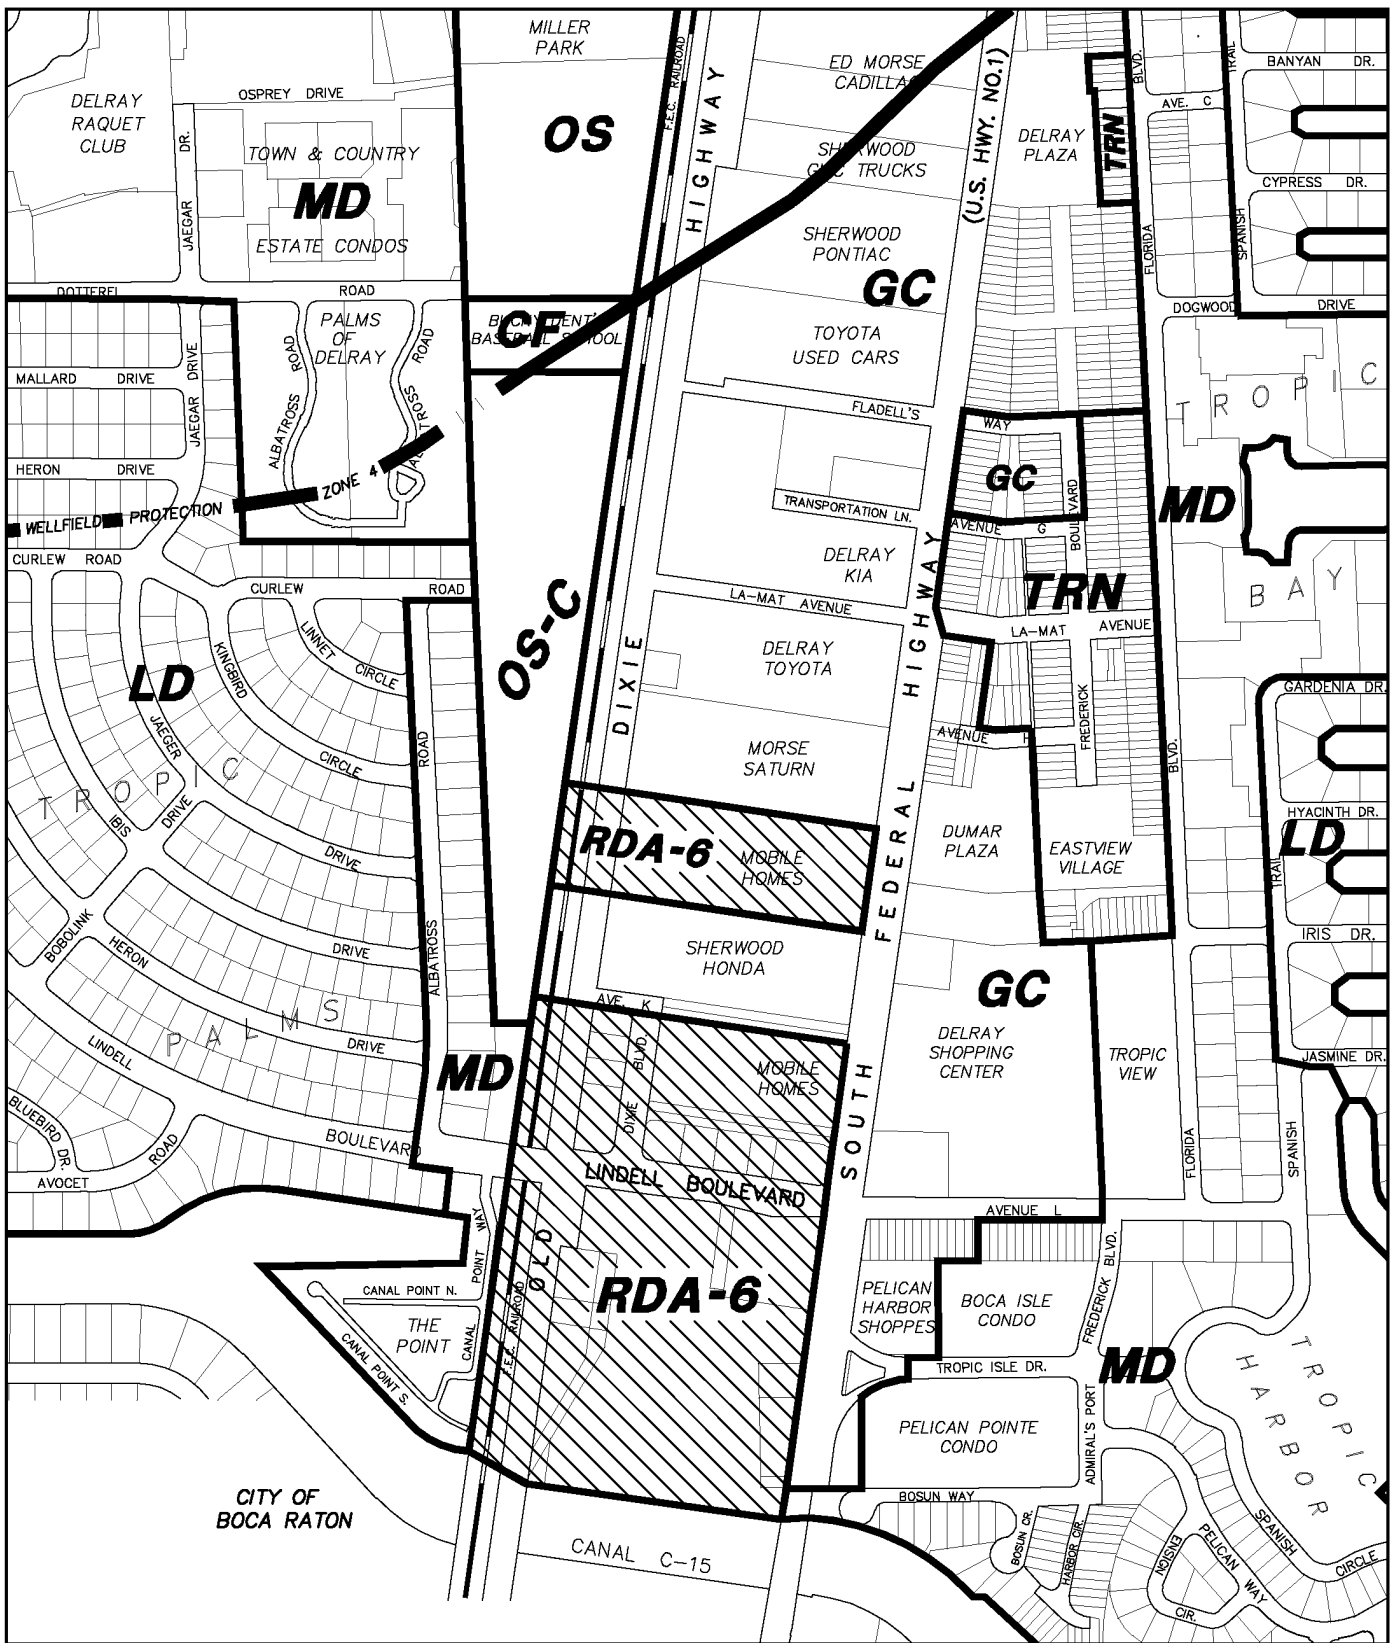 MILLER
PARK
F.E.C. RAILROAD
HIGHWAY
ED MORSE
(U.S. HWY. NO.1)
BLVD.
TRAIL
BANYAN DR.
DELRAY
RAQUET
CLUB
DR.
OSPREY DRIVE
OS
AVE. C
TOWN & COUNTRY
MD
ESTATE CONDOS
JAEGAR
SHERWOOD
TRUCKS
DELRAY
PLAZA
TRN
CYPRESS DR.
SHERWOOD
PONTIAC
GC
FLORIDA
SPANISH
ROAD
DOGWOOD
DRIVE
PALMS
OF
DELRAY
ROAD
ROAD
ALBATROSS
CF
TOYOTA
USED CARS
MALLARD DRIVE
JAEGAR DRIVE
FLADELL'S
WAY
TROPIC
HERON DRIVE
ZONE 4
WELLFIELD PROTECTION
GC
BOULEVARD
MD
TRANSPORTATION LN.
AVENUE G
CURLEW ROAD
DELRAY
KIA
CURLEW ROAD
OS-C
LA-MAT AVENUE
TRN
BAY
LINNET CIRCLE
LA-MAT AVENUE
KINGBIRD
CIRCLE
LD
DIXIE
DELRAY
TOYOTA
HIGHWAY
FREDERICK
GARDENIA DR.
JAEGER
DRIVE
ROAD
MORSE
SATURN
AVENUE
BLVD.
TROPIC
IBIS
DRIVE
RDA-6
MOBILE
HOMES
DUMAR
PLAZA
EASTVIEW
VILLAGE
HYACINTH DR.
LD
TRAIL
FEDERAL
BOBOLINK
HERON
DRIVE
ALBATROSS
SHERWOOD
HONDA
IRIS DR.
PALMS
DRIVE
LINDELL
AVE. K
GC
DELRAY
SHOPPING
CENTER
TROPIC
VIEW
JASMINE DR.
MD
BLVD.
DIXIE
MOBILE
HOMES
SOUTH
BLUEBIRD DR.
ROAD
BOULEVARD
AVOCET
LINDELL BOULEVARD
FLORIDA
SPANISH
AVENUE L
POINT WAY
OLD
F.E.C. RAILROAD
RDA-6
CANAL POINT N.
THE
POINT
CANAL
CANAL POINT S.
PELICAN
HARBOR
SHOPPES
BOCA ISLE
CONDO
FREDERICK BLVD.
TROPIC ISLE DR.
MD
TROPIC
HARBOR
PELICAN POINTE
CONDO
ADMIRAL'S PORT
CITY OF
BOCA RATON
BOSUN WAY
BOSUN CR.
HARBOR CIR.
ENSIGN
CIR.
PELICAN WAY
SPANISH
CIRCLE
CANAL C-15